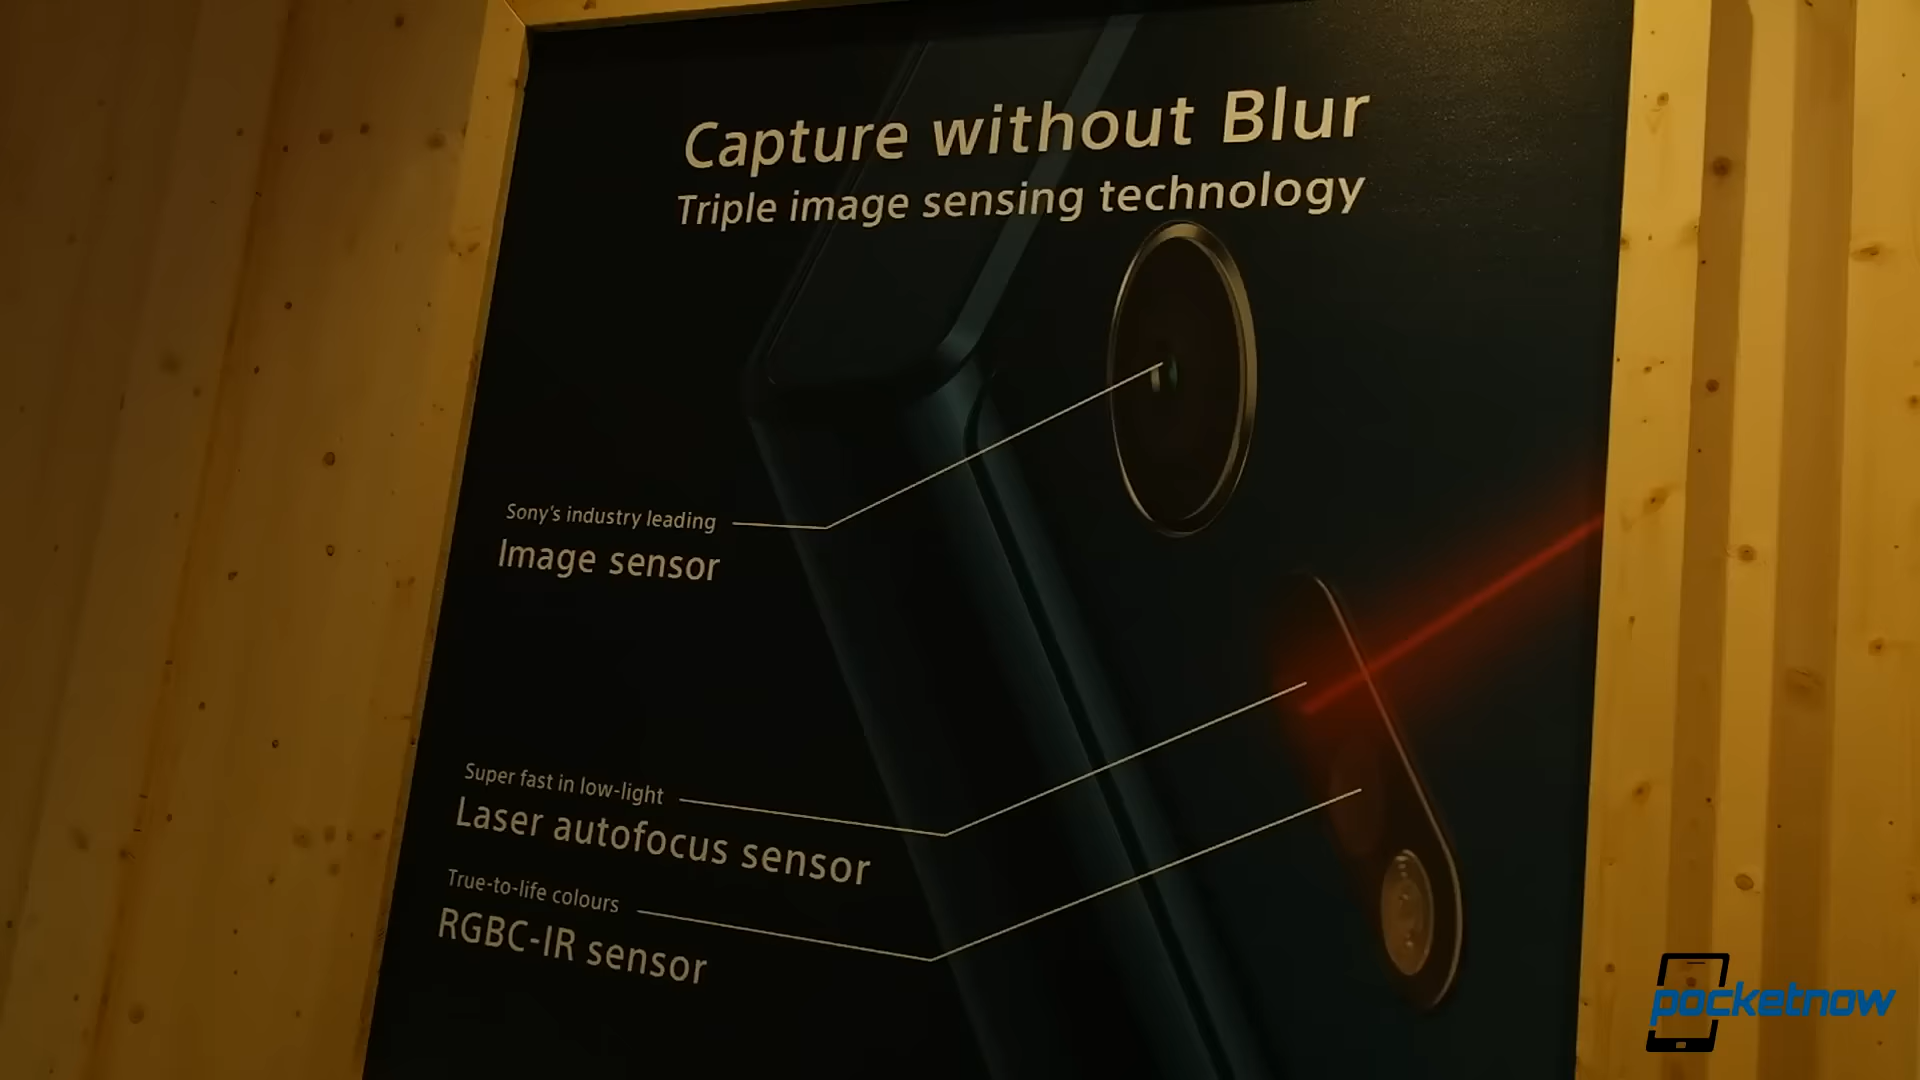 Capture without Blur
Triple image sensing technology
Sony's industry leading
Image sensor
Super fast in low-light
Laser autofocus sensor
True-to-life colours
RGBC-IR sensor
pocketnow